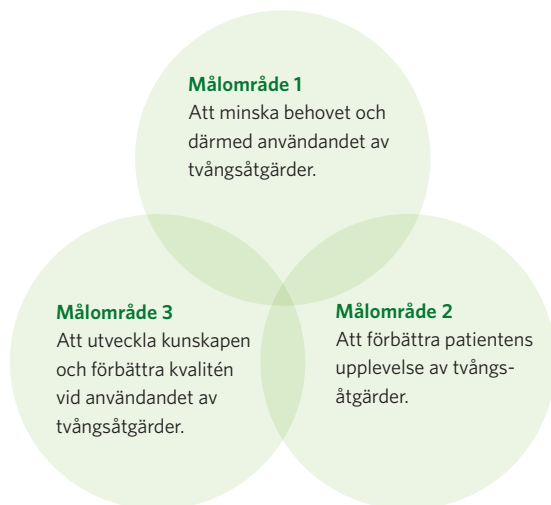 Målområde 1
Att minska behovet och
därmed användandet av
tvångsåtgärder.
Målområde 3
Att utveckla kunskapen
och förbättra kvalitén
vid användandet av
tvångsåtgärder.
Målområde 2
Att förbättra patientens
upplevelse av tvångs-
åtgärder.